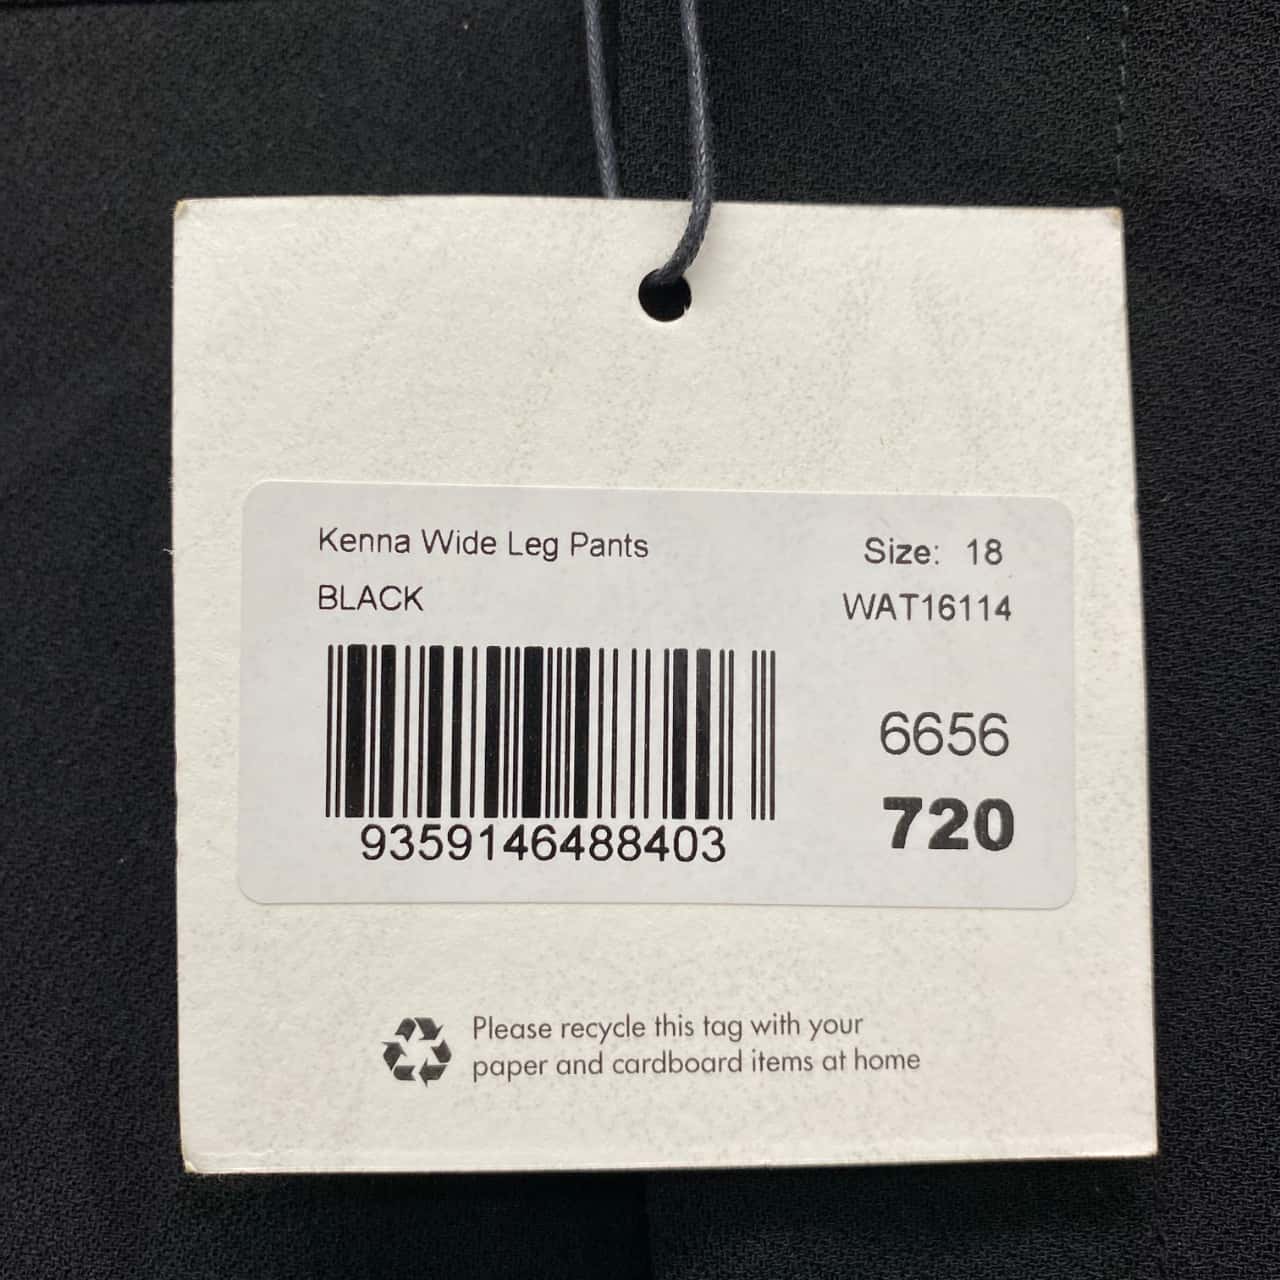 Kenna Wide Leg Pants
BLACK
Size: 18
WAT16114
9359146488403
6656
720
Please recycle this tag with your
paper and cardboard items at home